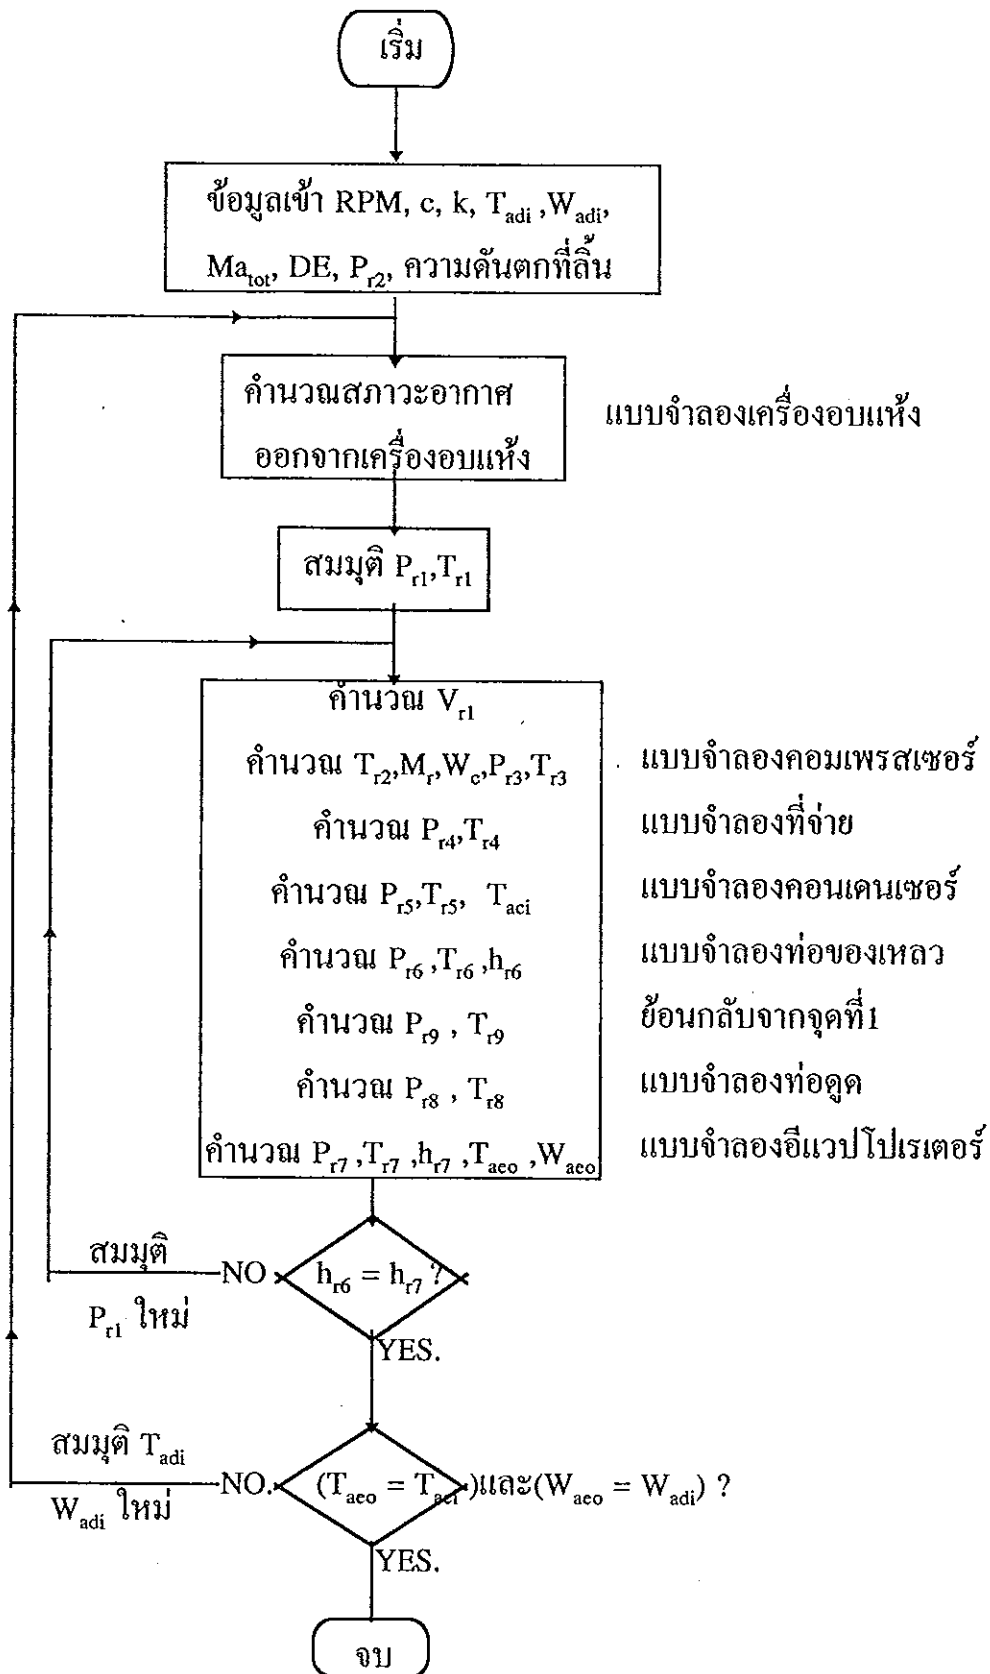 เริ่ม
ข้อมูลเข้า RPM, c, k, T_adi ,W_adi,
Ma_tot, DE, P_r2, ความดันตกที่ลิ้น
คำนวณสภาวะอากาศ
ออกจากเครื่องอบแห้ง
แบบจำลองเครื่องอบแห้ง
สมมุติ P_r1,T_r1
คำนวณ V_r1
คำนวณ T_r2,M_r,W_c,P_r3,T_r3
แบบจำลองคอมเพรสเซอร์
คำนวณ P_r4,T_r4
แบบจำลองที่จ่าย
คำนวณ P_r5,T_r5, T_aci
แบบจำลองคอนเดนเซอร์
คำนวณ P_r6 ,T_r6 ,h_r6
แบบจำลองท่อของเหลว
คำนวณ P_r9 , T_r9
ย้อนกลับจากจุดที่1
คำนวณ P_r8 , T_r8
แบบจำลองท่อดูด
คำนวณ P_r7 ,T_r7 ,h_r7 ,T_aeo ,W_aeo
แบบจำลองอีแวปโปเรเตอร์
สมมุติ
P_r1 ใหม่
NO
h_r6 = h_r7 ?
YES.
สมมุติ T_adi
W_adi ใหม่
NO.
(T_aeo = T_aci )และ(W_aeo = W_adi) ?
YES.
จบ